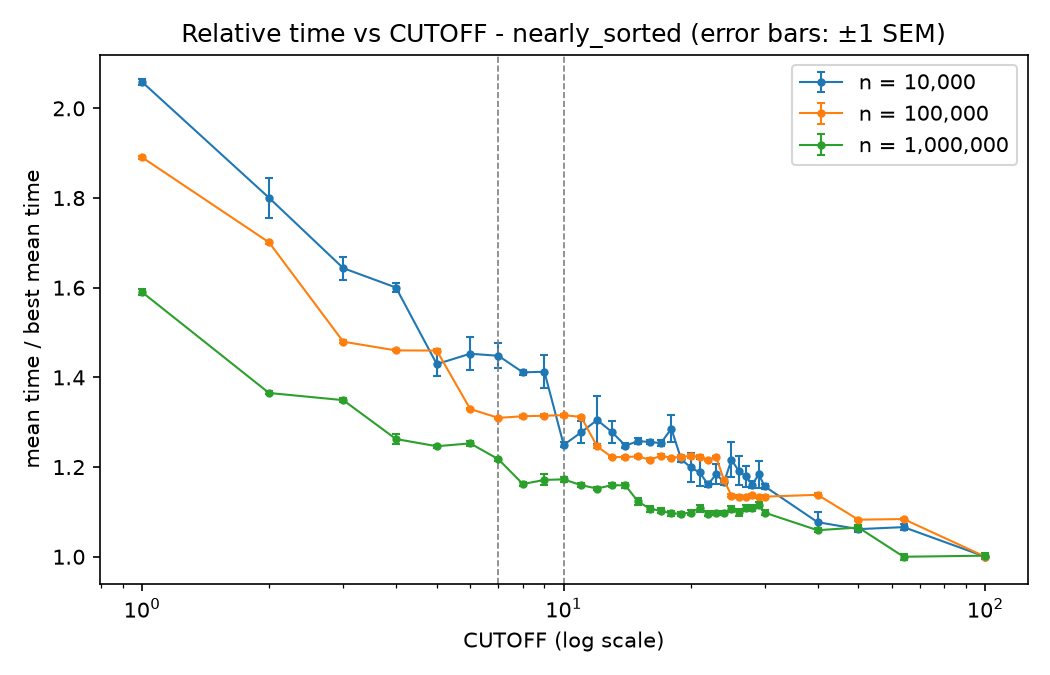 Relative time vs CUTOFF - nearly_sorted (error bars: ±1 SEM)
n = 10,000
n = 100,000
n = 1,000,000
mean time / best mean time
2.0
1.8
1.6
1.4
1.2
1.0
10⁰ 10¹ 10²
CUTOFF (log scale)